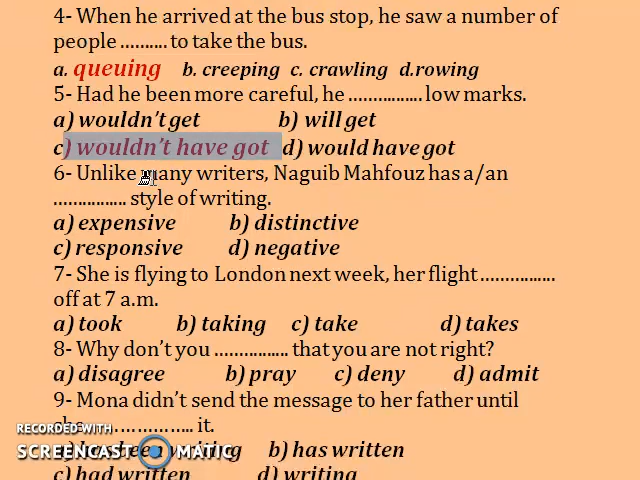 4- When he arrived at the bus stop, he saw a number of
people .......... to take the bus.
a. queuing b. creeping c. crawling d.rowing
5- Had he been more careful, he ................ low marks.
a) wouldn't get b) will get
c) wouldn't have got d) would have got
6- Unlike many writers, Naguib Mahfouz has a/an
................ style of writing.
a) expensive b) distinctive
c) responsive d) negative
7- She is flying to London next week, her flight ................
off at 7 a.m.
a) took b) taking c) take d) takes
8- Why don't you ................ that you are not right?
a) disagree b) pray c) deny d) admit
9- Mona didn't send the message to her father until
................ it.
RECORDED WITH
SCREENCAST MATIC
b) has written
c) had written d) writing